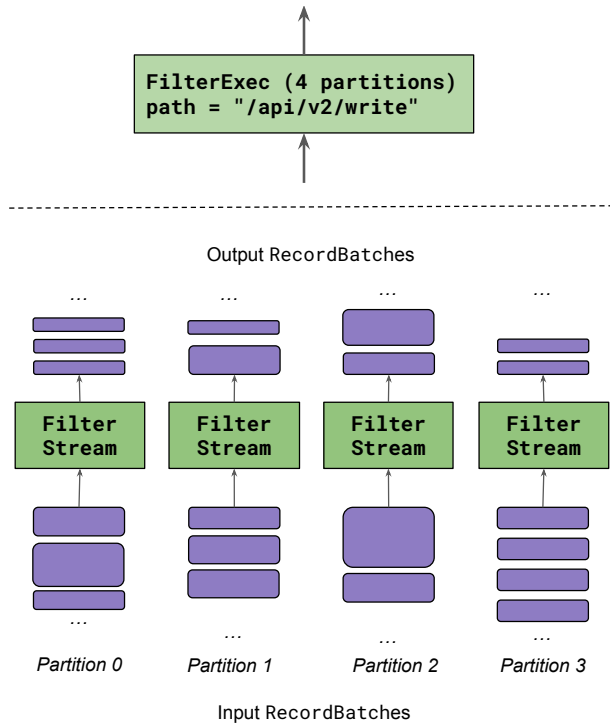 FilterExec (4 partitions)
path = "/api/v2/write"
Output RecordBatches
... ... ... ...
Filter Stream
Filter Stream
Filter Stream
Filter Stream
... ... ... ...
Partition 0 Partition 1 Partition 2 Partition 3
Input RecordBatches